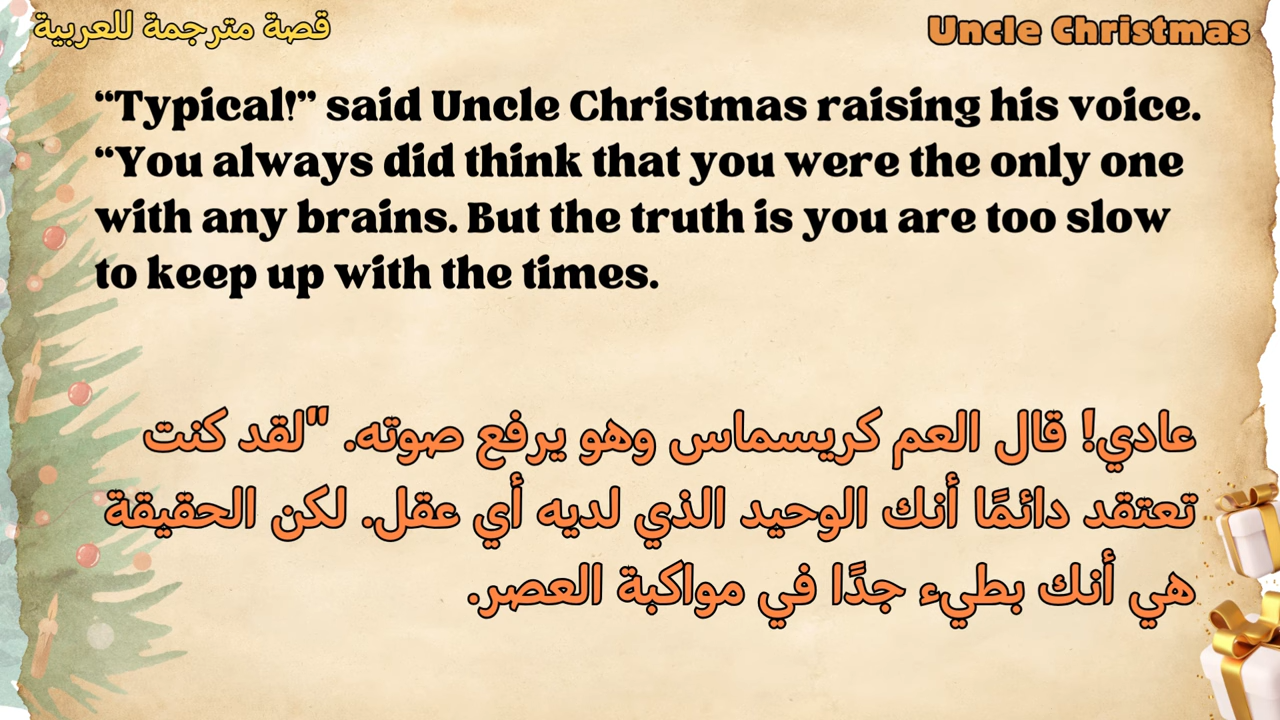 قصة مترجمة للعربية
Uncle Christmas
“Typical!” said Uncle Christmas raising his voice.
“You always did think that you were the only one
with any brains. But the truth is you are too slow
to keep up with the times.
عادي! قال العم كريسماس وهو يرفع صوته. "لقد كنت
تعتقد دائمًا أنك الوحيد الذي لديه أي عقل. لكن الحقيقة
هي أنك بطيء جدًا في مواكبة العصر.